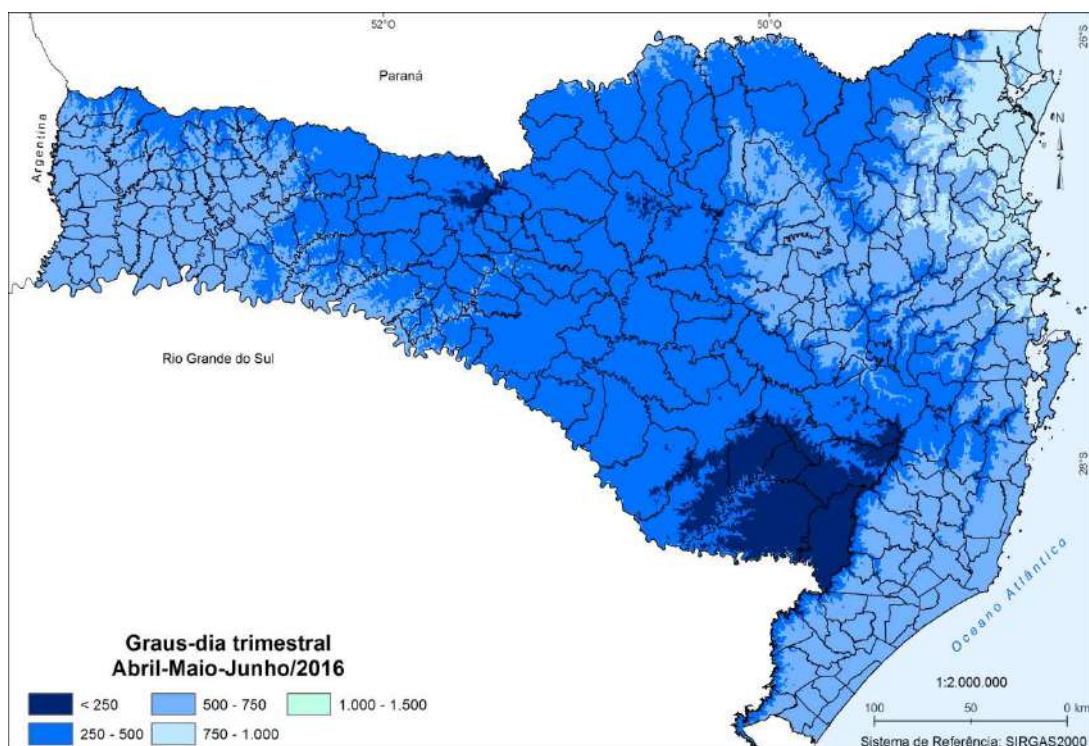 52°O
50°O
26°S
Paraná
Argentina
N
Rio Grande do Sul
28°S
Oceano Atlântico
Graus-dia trimestral
Abril-Maio-Junho/2016
< 250
500 - 750
1.000 - 1.500
250 - 500
750 - 1.000
1:2.000.000
100 50 0 km
Sistema de Referência: SIRGAS2000